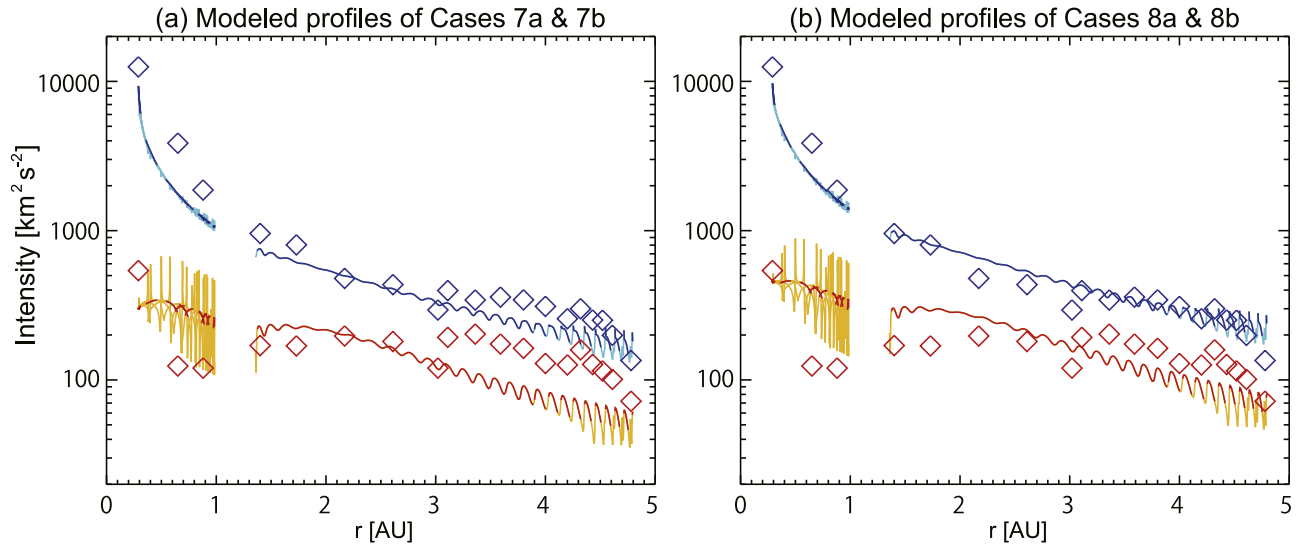 (a) Modeled profiles of Cases 7a & 7b
(b) Modeled profiles of Cases 8a & 8b
Intensity [km² s⁻²]
10000
1000
100
10000
1000
100
0 1 2 3 4 5
0 1 2 3 4 5
r [AU]
r [AU]